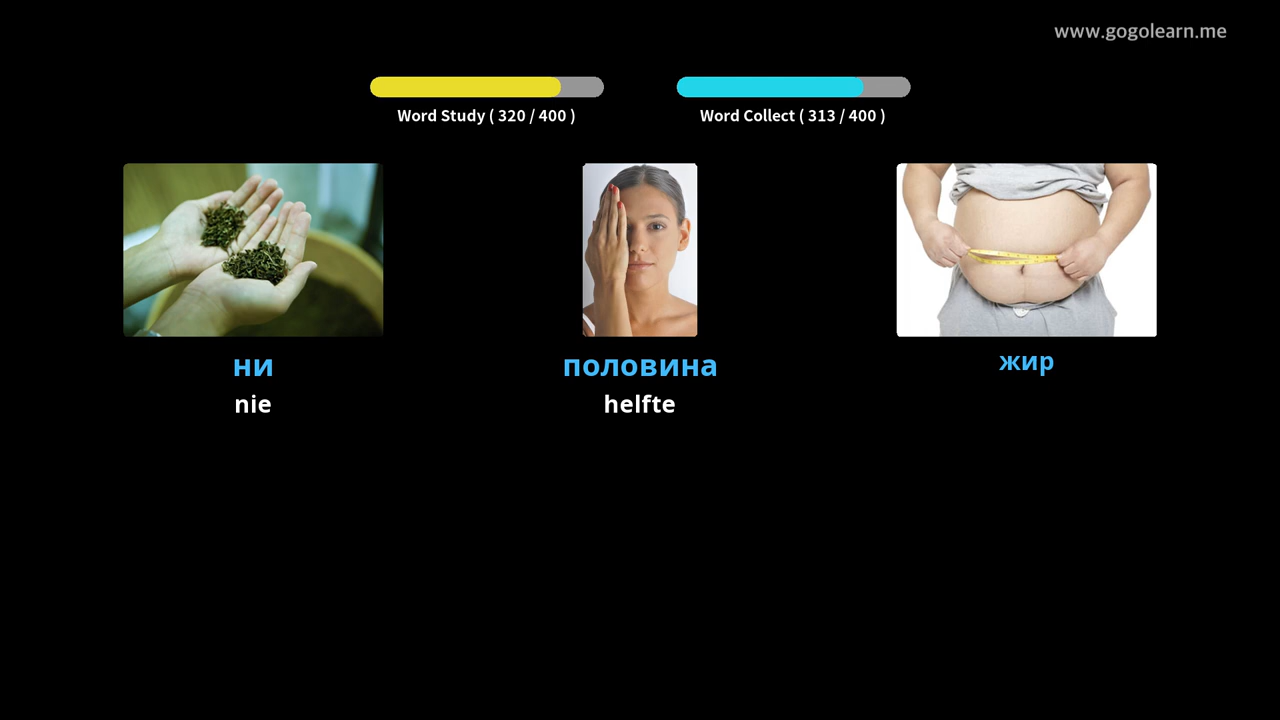 www.gogolearn.me
Word Study ( 320 / 400 )
Word Collect ( 313 / 400 )
ни
половина
жир
nie
helfte